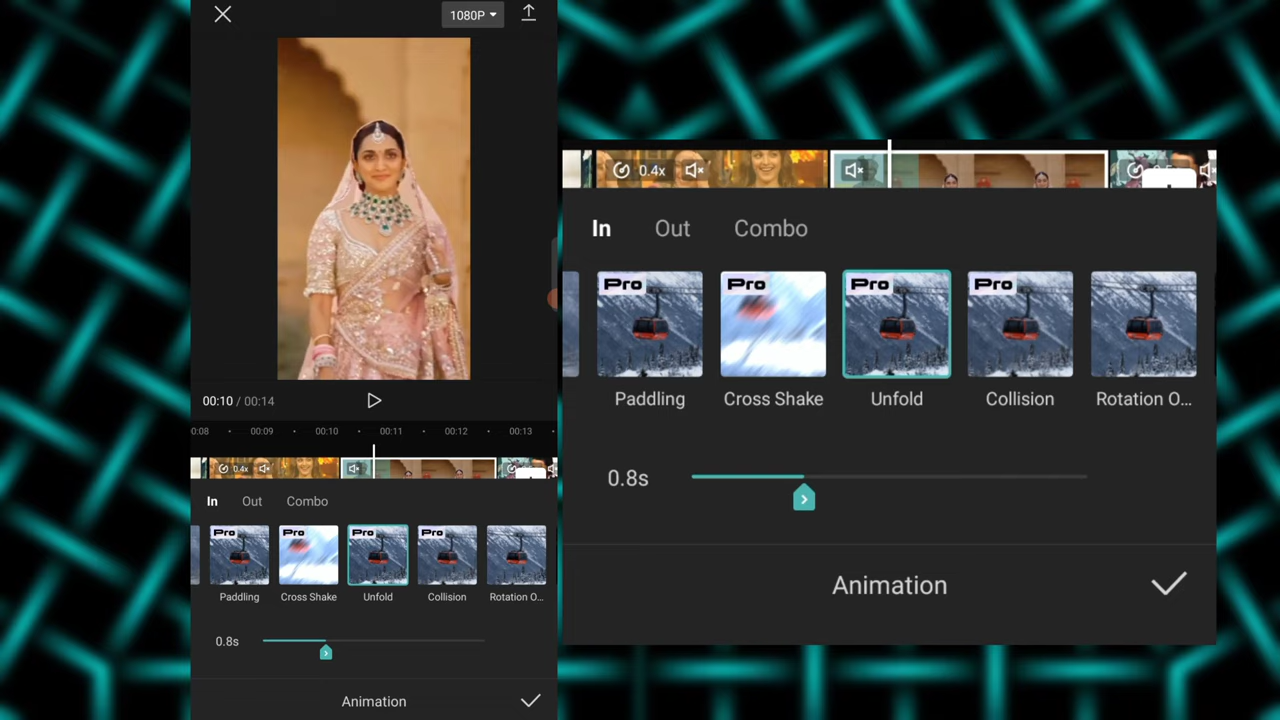 1080P
00:10 / 00:14
0:08 00:09 00:10 00:11 00:12 00:13
0.4x
In Out Combo
Pro Pro Pro Pro
Paddling Cross Shake Unfold Collision Rotation O...
0.8s
Animation
0.4x
In Out Combo
Pro Pro Pro Pro
Paddling Cross Shake Unfold Collision Rotation O...
0.8s
Animation